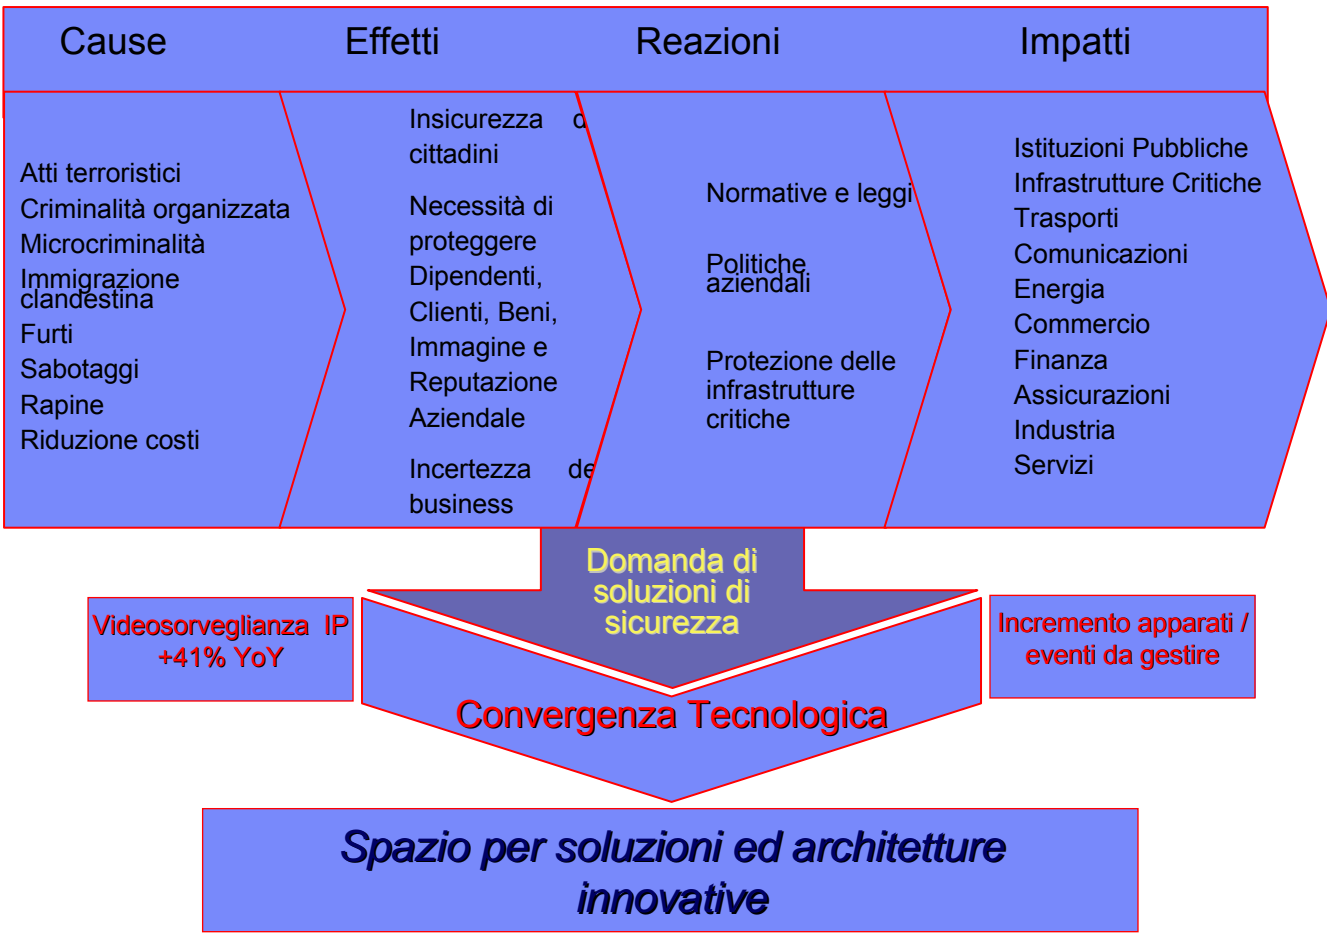 Cause Effetti Reazioni Impatti
Atti terroristici
Criminalità organizzata
Microcriminalità
Immigrazione
clandestina
Furti
Sabotaggi
Rapine
Riduzione costi
Insicurezza
cittadini
Necessità di
proteggere
Dipendenti,
Clienti, Beni,
Immagine e
Reputazione
Aziendale
Incertezza de
business
Normative e leggi
Politiche
aziendali
Protezione delle
infrastrutture
critiche
Istituzioni Pubbliche
Infrastrutture Critiche
Trasporti
Comunicazioni
Energia
Commercio
Finanza
Assicurazioni
Industria
Servizi
Domanda di
soluzioni di
sicurezza
Videosorveglianza IP
+41% YoY
Incremento apparati /
eventi da gestire
Convergenza Tecnologica
Spazio per soluzioni ed architetture
innovative